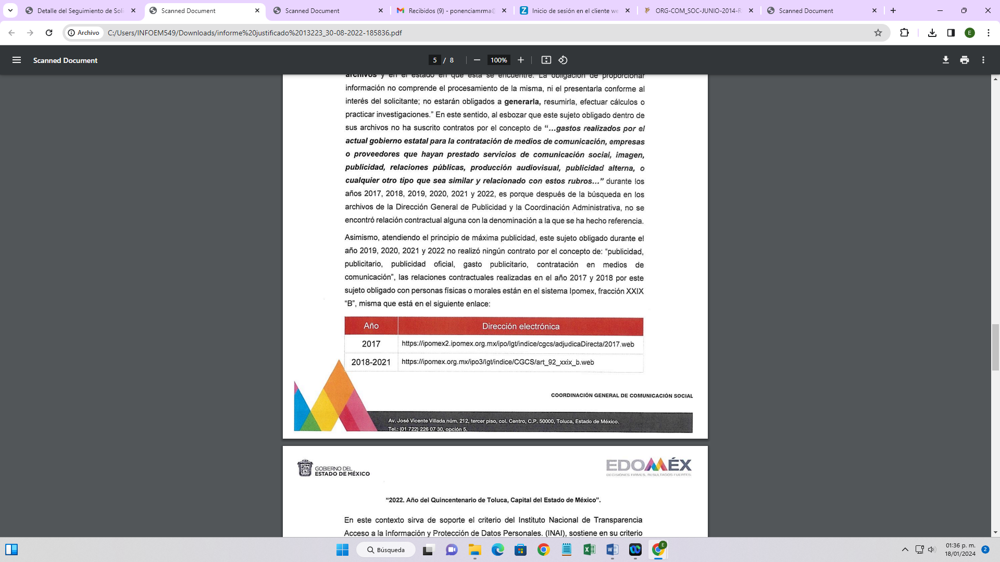 Detalle del Seguimiento de Soli
Scanned Document
Scanned Document
Recibidos (9) - ponenciamrma@
Inicio de sesión en el cliente we
ORG-COM_SOC-JUNIO-2014-R
Scanned Document
Archivo
C:/Users/INFOEM549/Downloads/informe%20justificado%2013223_30-08-2022-185836.pdf
E
Scanned Document
5 / 8
100%
archivos y en el estado en que esta se encuentre. La obligación de proporcionar
información no comprende el procesamiento de la misma, ni el presentarla conforme al
interés del solicitante; no estarán obligados a generarla, resumirla, efectuar cálculos o
practicar investigaciones.” En este sentido, al esbozar que este sujeto obligado dentro de
sus archivos no ha suscrito contratos por el concepto de “...gastos realizados por el
actual gobierno estatal para la contratación de medios de comunicación, empresas
o proveedores que hayan prestado servicios de comunicación social, imagen,
publicidad, relaciones públicas, producción audiovisual, publicidad alterna, o
cualquier otro tipo que sea similar y relacionado con estos rubros...” durante los
años 2017, 2018, 2019, 2020, 2021 y 2022, es porque después de la búsqueda en los
archivos de la Dirección General de Publicidad y la Coordinación Administrativa, no se
encontró relación contractual alguna con la denominación a la que se ha hecho referencia.
Asimismo, atendiendo el principio de máxima publicidad, este sujeto obligado durante el
año 2019, 2020, 2021 y 2022 no realizó ningún contrato por el concepto de: “publicidad,
publicitario, publicidad oficial, gasto publicitario, contratación en medios de
comunicación”, las relaciones contractuales realizadas en el año 2017 y 2018 por este
sujeto obligado con personas físicas o morales están en el sistema Ipomex, fracción XXIX
“B”, misma que está en el siguiente enlace:
Año Dirección electrónica
2017 https://ipomex2.ipomex.org.mx/ipo/lgt/indice/cgcs/adjudicaDirecta/2017.web
2018-2021 https://ipomex.org.mx/ipo3/lgt/indice/CGCS/art_92_xxix_b.web
COORDINACIÓN GENERAL DE COMUNICACIÓN SOCIAL
Av. José Vicente Villada núm. 212, tercer piso, col. Centro, C.P. 50000, Toluca, Estado de México.
Tel.: (01 722) 226 07 30, opción 5.
GOBIERNO DEL
ESTADO DE MÉXICO
EDOMÉX
DECISIONES FIRMES, RESULTADOS FUERTES.
“2022. Año del Quincentenario de Toluca, Capital del Estado de México”.
En este contexto sirva de soporte el criterio del Instituto Nacional de Transparencia
Acceso a la Información y Protección de Datos Personales. (INAI), sostiene en su criterio
Búsqueda
E
01:36 p. m.
18/01/2024
2